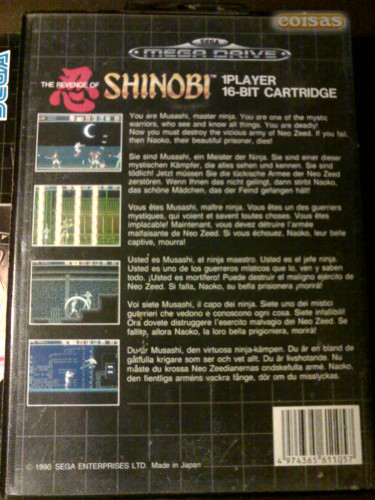 eoisas
SEGA
MEGA DRIVE
THE REVENGE OF
忍
SHINOBI™
1PLAYER
16-BIT CARTRIDGE
You are Musashi, master ninja. You are one of the mystic
warriors, who see and know all things. You are deadly!
Now you must destroy the vicious army of Neo Zeed. If you fail,
then Naoko, your beautiful prisoner, dies!
Sie sind Musashi, ein Meister der Ninja. Sie sind einer dieser
mystischen Kämpfer, die alles sehen und kennen. Sie sind
tödlich! Jetzt müssen Sie die tückische Armee der Neo Zeed
zerstören. Wenn Ihnen das nicht gelingt, dann stirbt Naoko,
das schöne Mädchen, das der Feind gefangen hält!
Vous êtes Musashi, maître ninja. Vous êtes un des guerriers
mystiques, qui voient et savent toutes choses. Vous êtes
implacable! Maintenant, vous devez détruire l'armée
malfaisante de Neo Zeed. Si vous échouez, Naoko, leur belle
captive, mourra!
Usted es Musashi, el ninja maestro. Usted es el jefe ninja.
Usted es uno de los guerreros místicos que lo, ven y saben
todo. ¡Usted es mortífero! Puede destruir el maligno ejército de
Neo Zeed. Si falla, Naoko, su bella prisionera ¡morirá!
Voi siete Musashi, il capo dei ninja. Siete uno dei mistici
guerrieri che vedono e conoscono ogni cosa. Siete infallibili!
Ora dovete distruggere l'esercito malvagio dei Neo Zeed. Se
fallite, allora Naoko, la loro bella prigioniera, morirá!
Du är Musashi, den virtuosa ninja-kämpen. Du är en bland de
gåtfulla krigare som ser och vet allt. Du är livshotande. Nu
måste du krossa Neo Zeedianernas ondskefulla armé. Naoko,
den fientliga arméns vackra fånge, dör om du misslyckas.
© 1990 SEGA ENTERPRISES LTD. Made in Japan
4 974365 611057